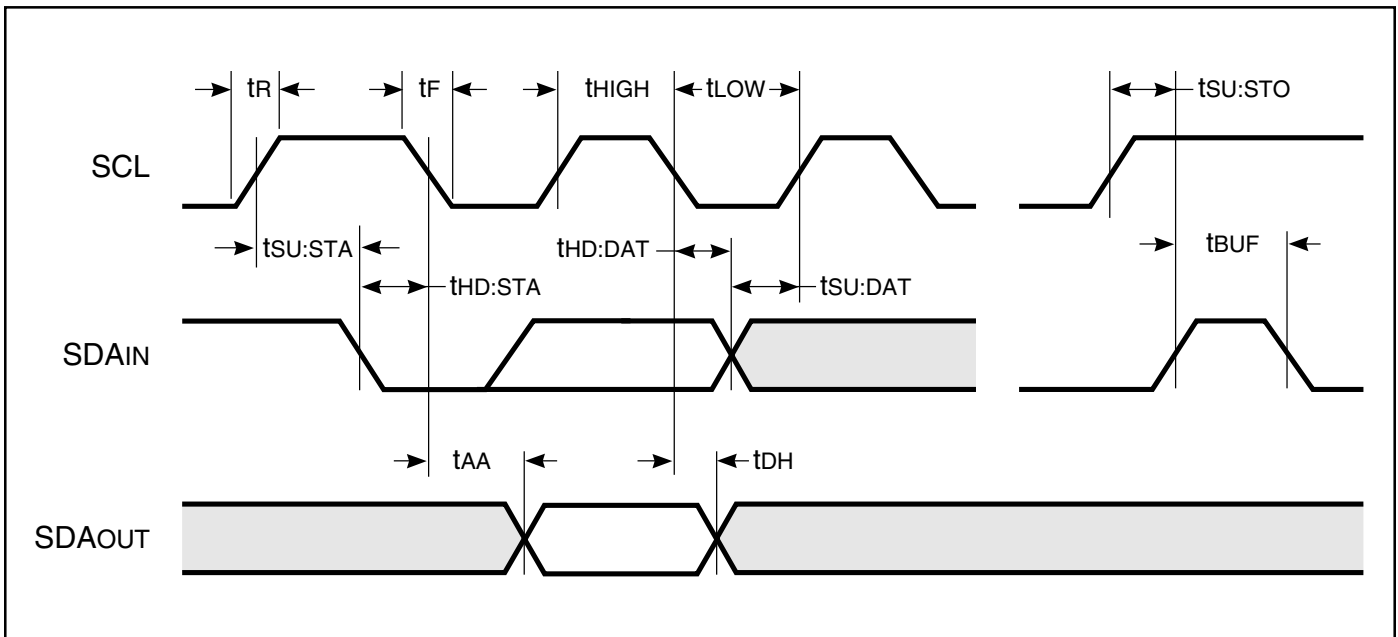 tR
tF
tHIGH
tLOW
tSU:STO
SCL
tSU:STA
tHD:STA
tHD:DAT
tSU:DAT
tBUF
SDAIN
tAA
tDH
SDAOUT